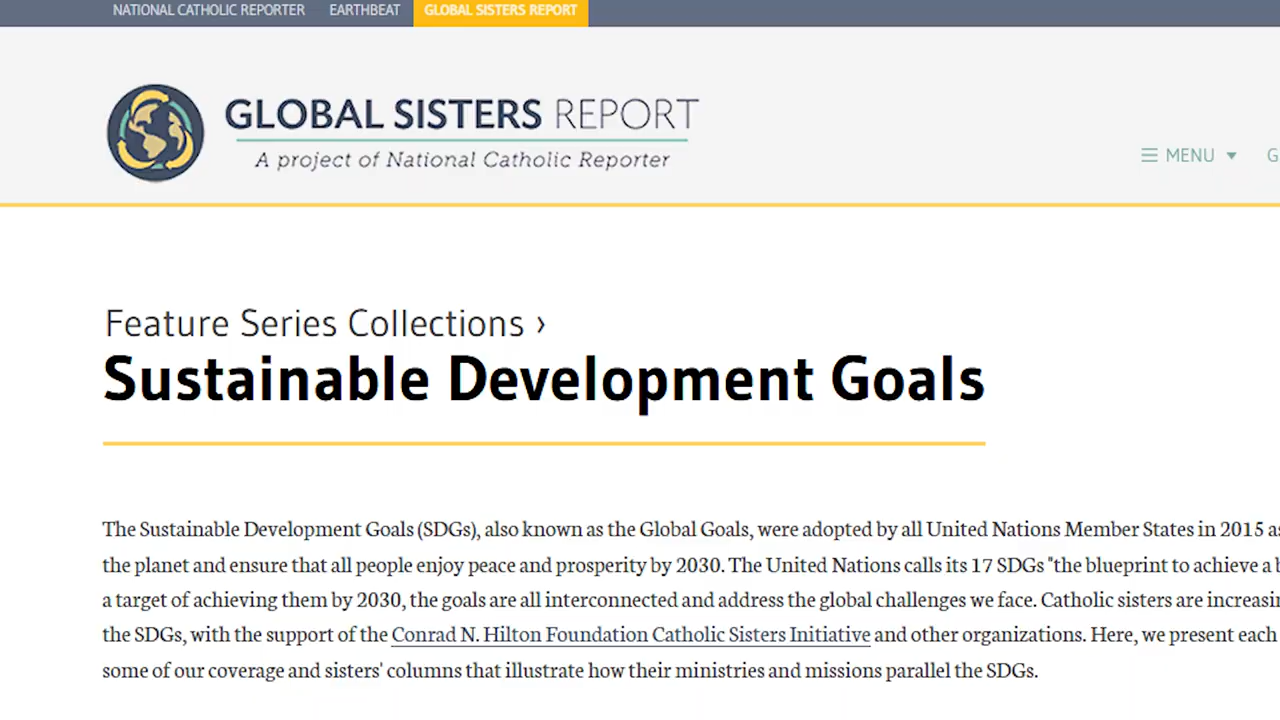 NATIONAL CATHOLIC REPORTER EARTHBEAT GLOBAL SISTERS REPORT
GLOBAL SISTERS REPORT
A project of National Catholic Reporter
MENU
Feature Series Collections ›
Sustainable Development Goals
The Sustainable Development Goals (SDGs), also known as the Global Goals, were adopted by all United Nations Member States in 2015
the planet and ensure that all people enjoy peace and prosperity by 2030. The United Nations calls its 17 SDGs "the blueprint to achieve a
a target of achieving them by 2030, the goals are all interconnected and address the global challenges we face. Catholic sisters are
the SDGs, with the support of the Conrad N. Hilton Foundation Catholic Sisters Initiative and other organizations. Here, we present each
some of our coverage and sisters' columns that illustrate how their ministries and missions parallel the SDGs.